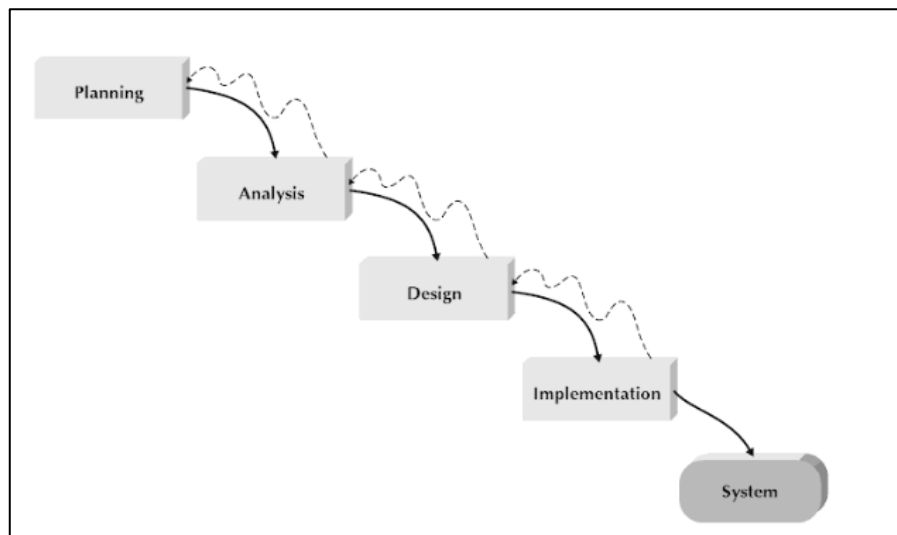 Planning
Analysis
Design
Implementation
System